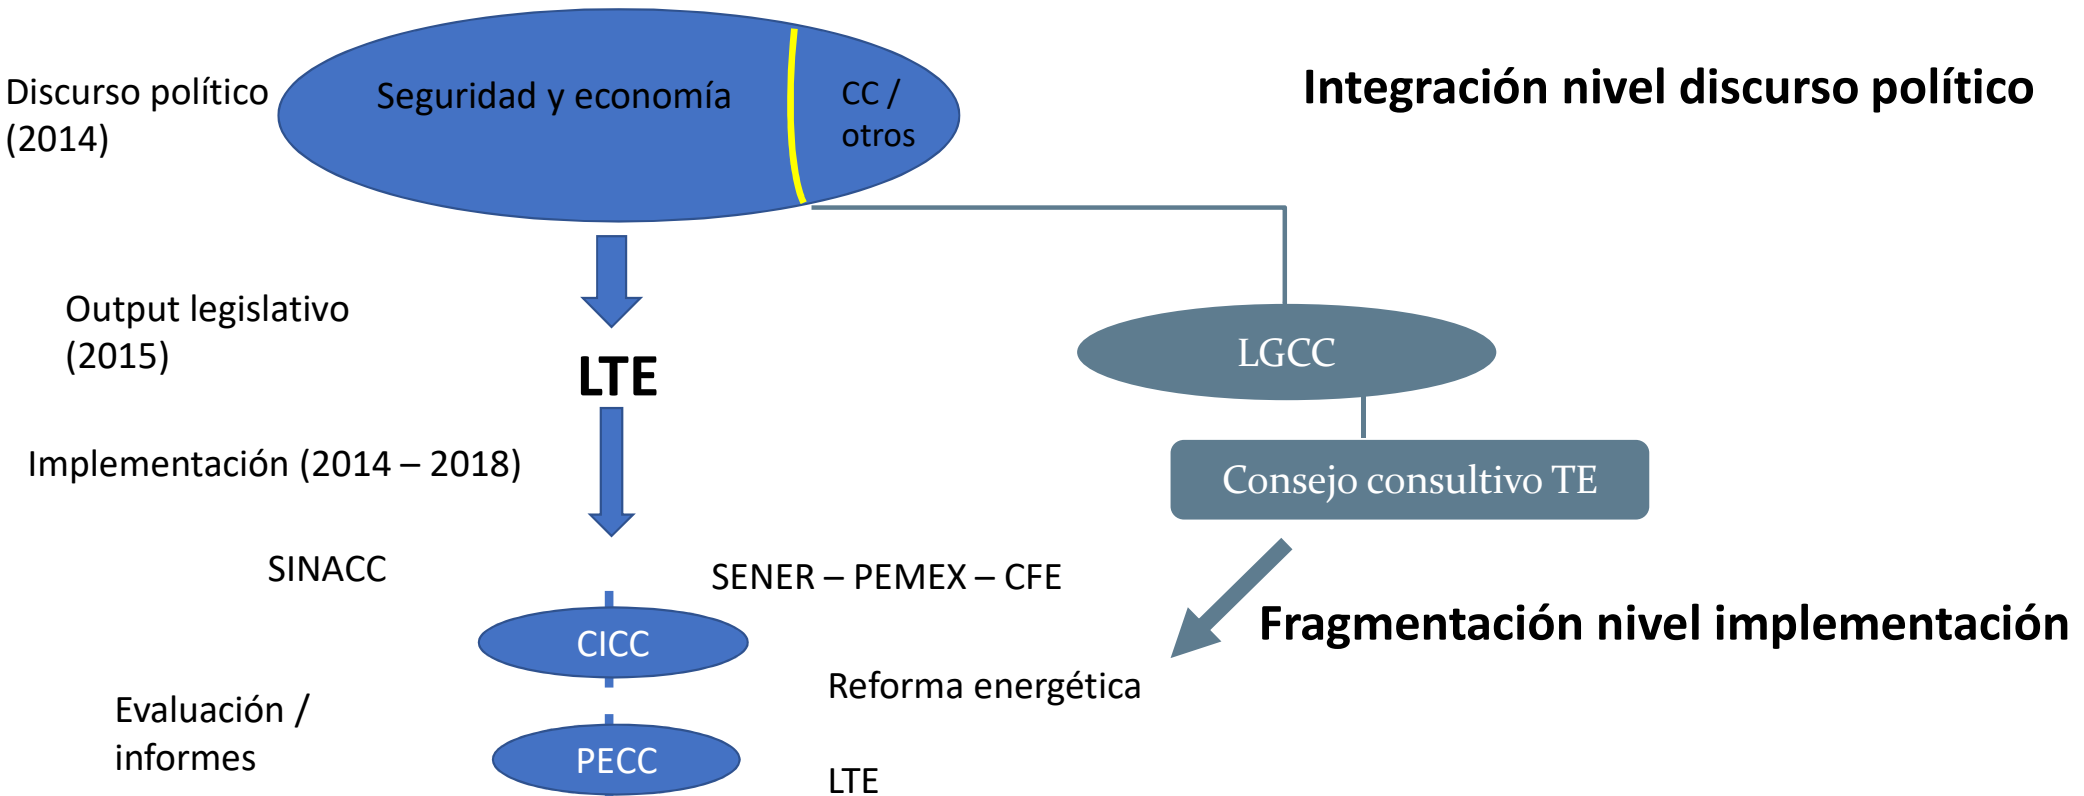 Discurso político
(2014)
Seguridad y economía
CC /
otros
Integración nivel discurso político
Output legislativo
(2015)
LTE
LGCC
Implementación (2014 – 2018)
Consejo consultivo TE
SINACC
SENER – PEMEX – CFE
Fragmentación nivel implementación
CICC
Reforma energética
Evaluación /
informes
PECC
LTE